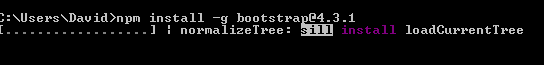 C:\Users\David>npm install -g bootstrap@4.3.1
[..................] | normalizeTree: sill install loadCurrentTree